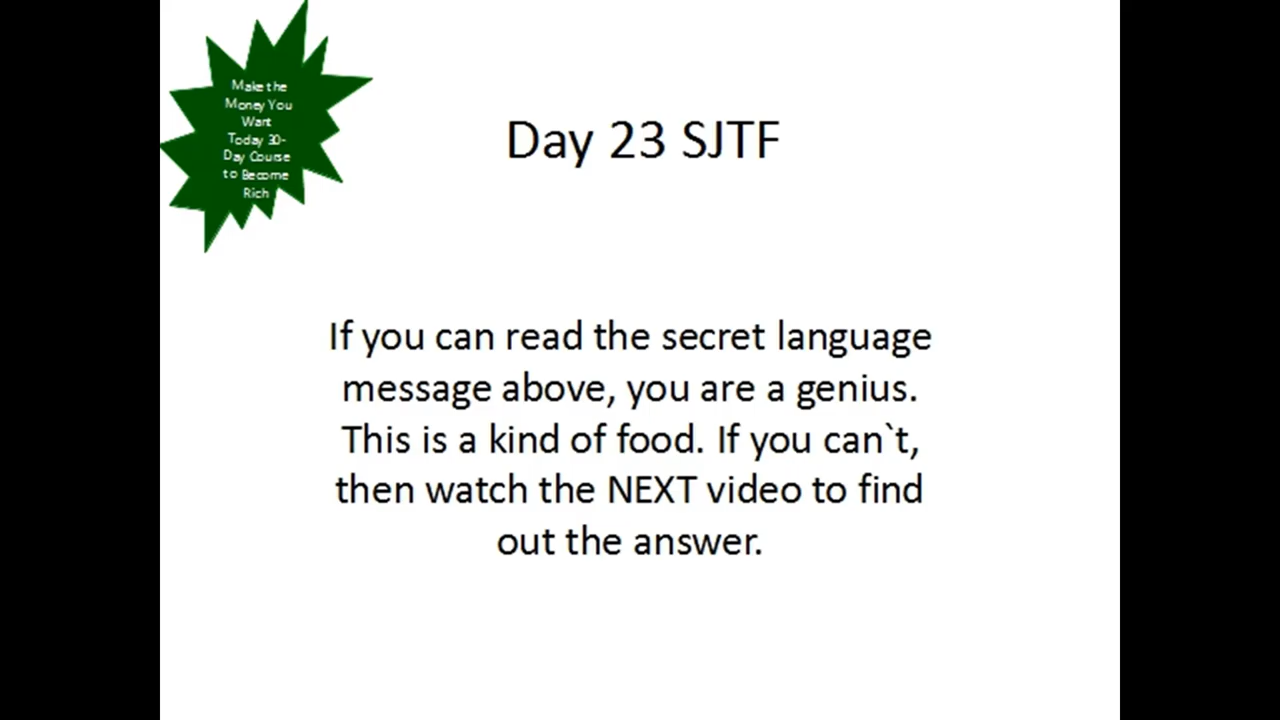 Make the
Money You
Want
Today 30-
Day Course
to Become
Rich
Day 23 SJTF
If you can read the secret language
message above, you are a genius.
This is a kind of food. If you can`t,
then watch the NEXT video to find
out the answer.